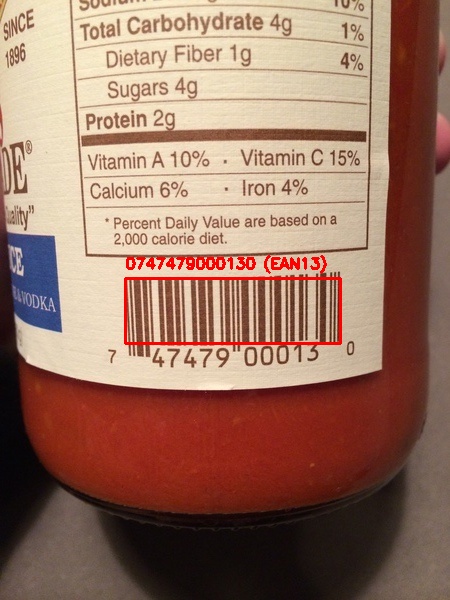 SINCE
1896
10%
Total Carbohydrate 4g 1%
Dietary Fiber 1g 4%
Sugars 4g
Protein 2g
Vitamin A 10% · Vitamin C 15%
Calcium 6% · Iron 4%
* Percent Daily Value are based on a
2,000 calorie diet.
DE®
uality”
CE
& VODKA
0747479000130 (EAN13)
7 47479 00013 0